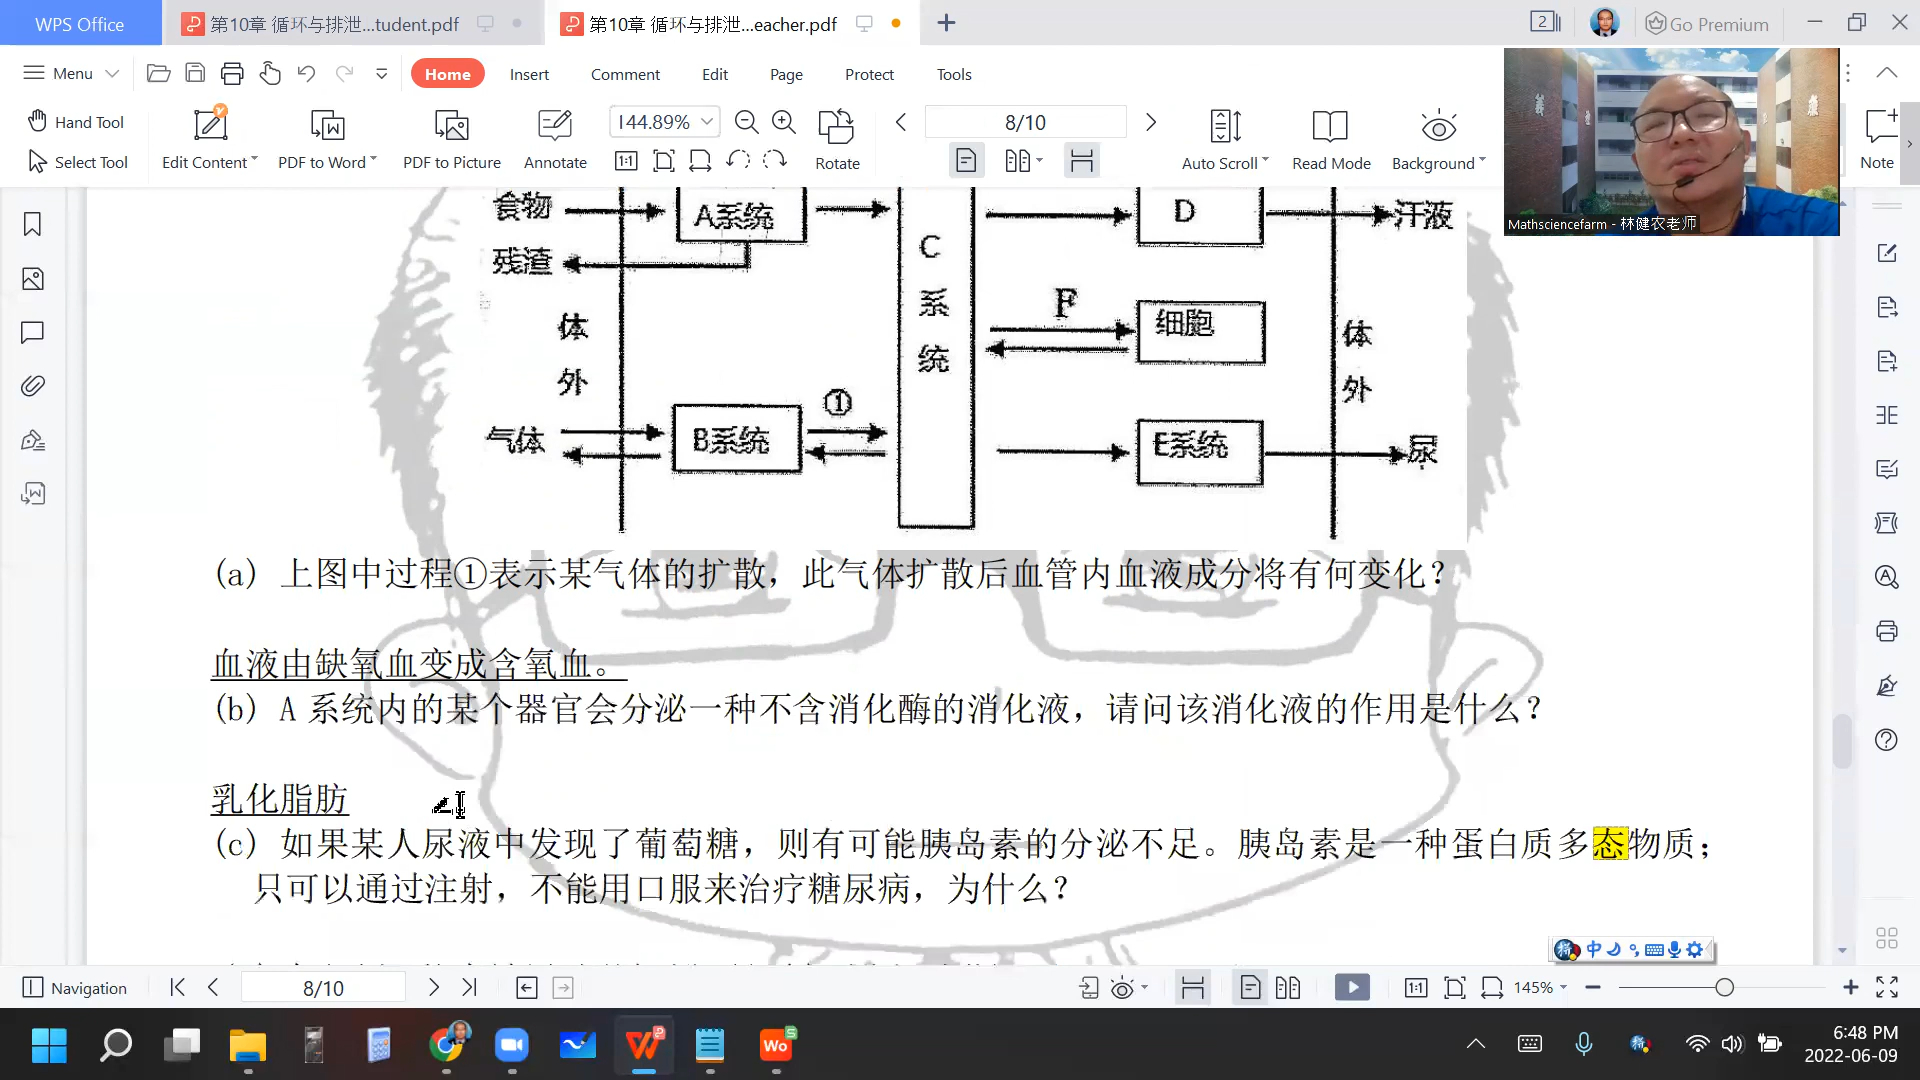 WPS Office
第10章 循环与排泄...tudent.pdf
第10章 循环与排泄...eacher.pdf
2
Go Premium
Menu
Home
Insert
Comment
Edit
Page
Protect
Tools
Hand Tool
Select Tool
Edit Content
PDF to Word
PDF to Picture
Annotate
144.89%
1:1
Rotate
8/10
Auto Scroll
Read Mode
Background
Note
Mathsciencefarm - 林健农老师
食物
A系统
残渣
C系统
D
汗液
F
细胞
体外
体外
气体
B系统
①
E系统
尿
(a) 上图中过程①表示某气体的扩散，此气体扩散后血管内血液成分将有何变化？
血液由缺氧血变成含氧血。
(b) A 系统内的某个器官会分泌一种不含消化酶的消化液，请问该消化液的作用是什么？
乳化脂肪
(c) 如果某人尿液中发现了葡萄糖，则有可能胰岛素的分泌不足。胰岛素是一种蛋白质多态物质；
只可以通过注射，不能用口服来治疗糖尿病，为什么？
中
Navigation
8/10
1:1
145%
Wo
6:48 PM
2022-06-09